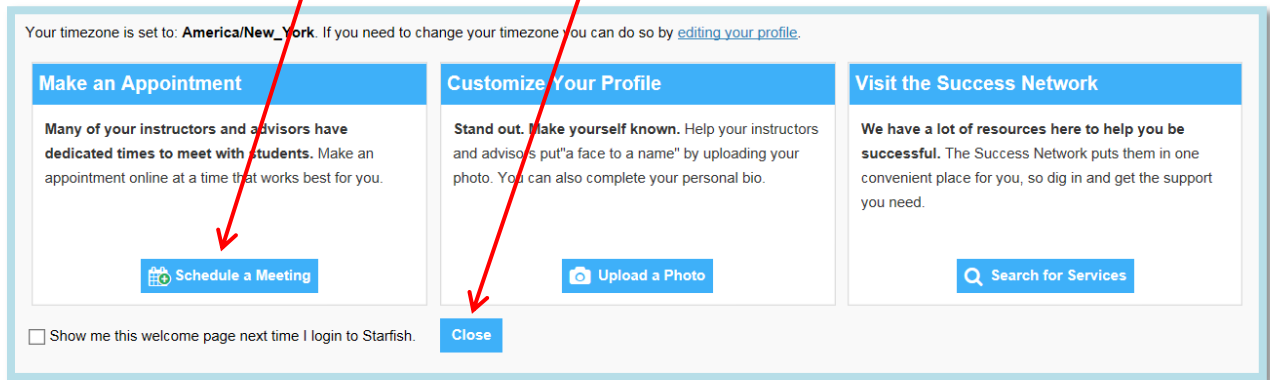 Your timezone is set to: America/New_York. If you need to change your timezone you can do so by editing your profile.
Make an Appointment
Many of your instructors and advisors have
dedicated times to meet with students. Make an
appointment online at a time that works best for you.
Schedule a Meeting
Customize Your Profile
Stand out. Make yourself known. Help your instructors
and advisors put"a face to a name" by uploading your
photo. You can also complete your personal bio.
Upload a Photo
Visit the Success Network
We have a lot of resources here to help you be
successful. The Success Network puts them in one
convenient place for you, so dig in and get the support
you need.
Search for Services
Show me this welcome page next time I login to Starfish.
Close